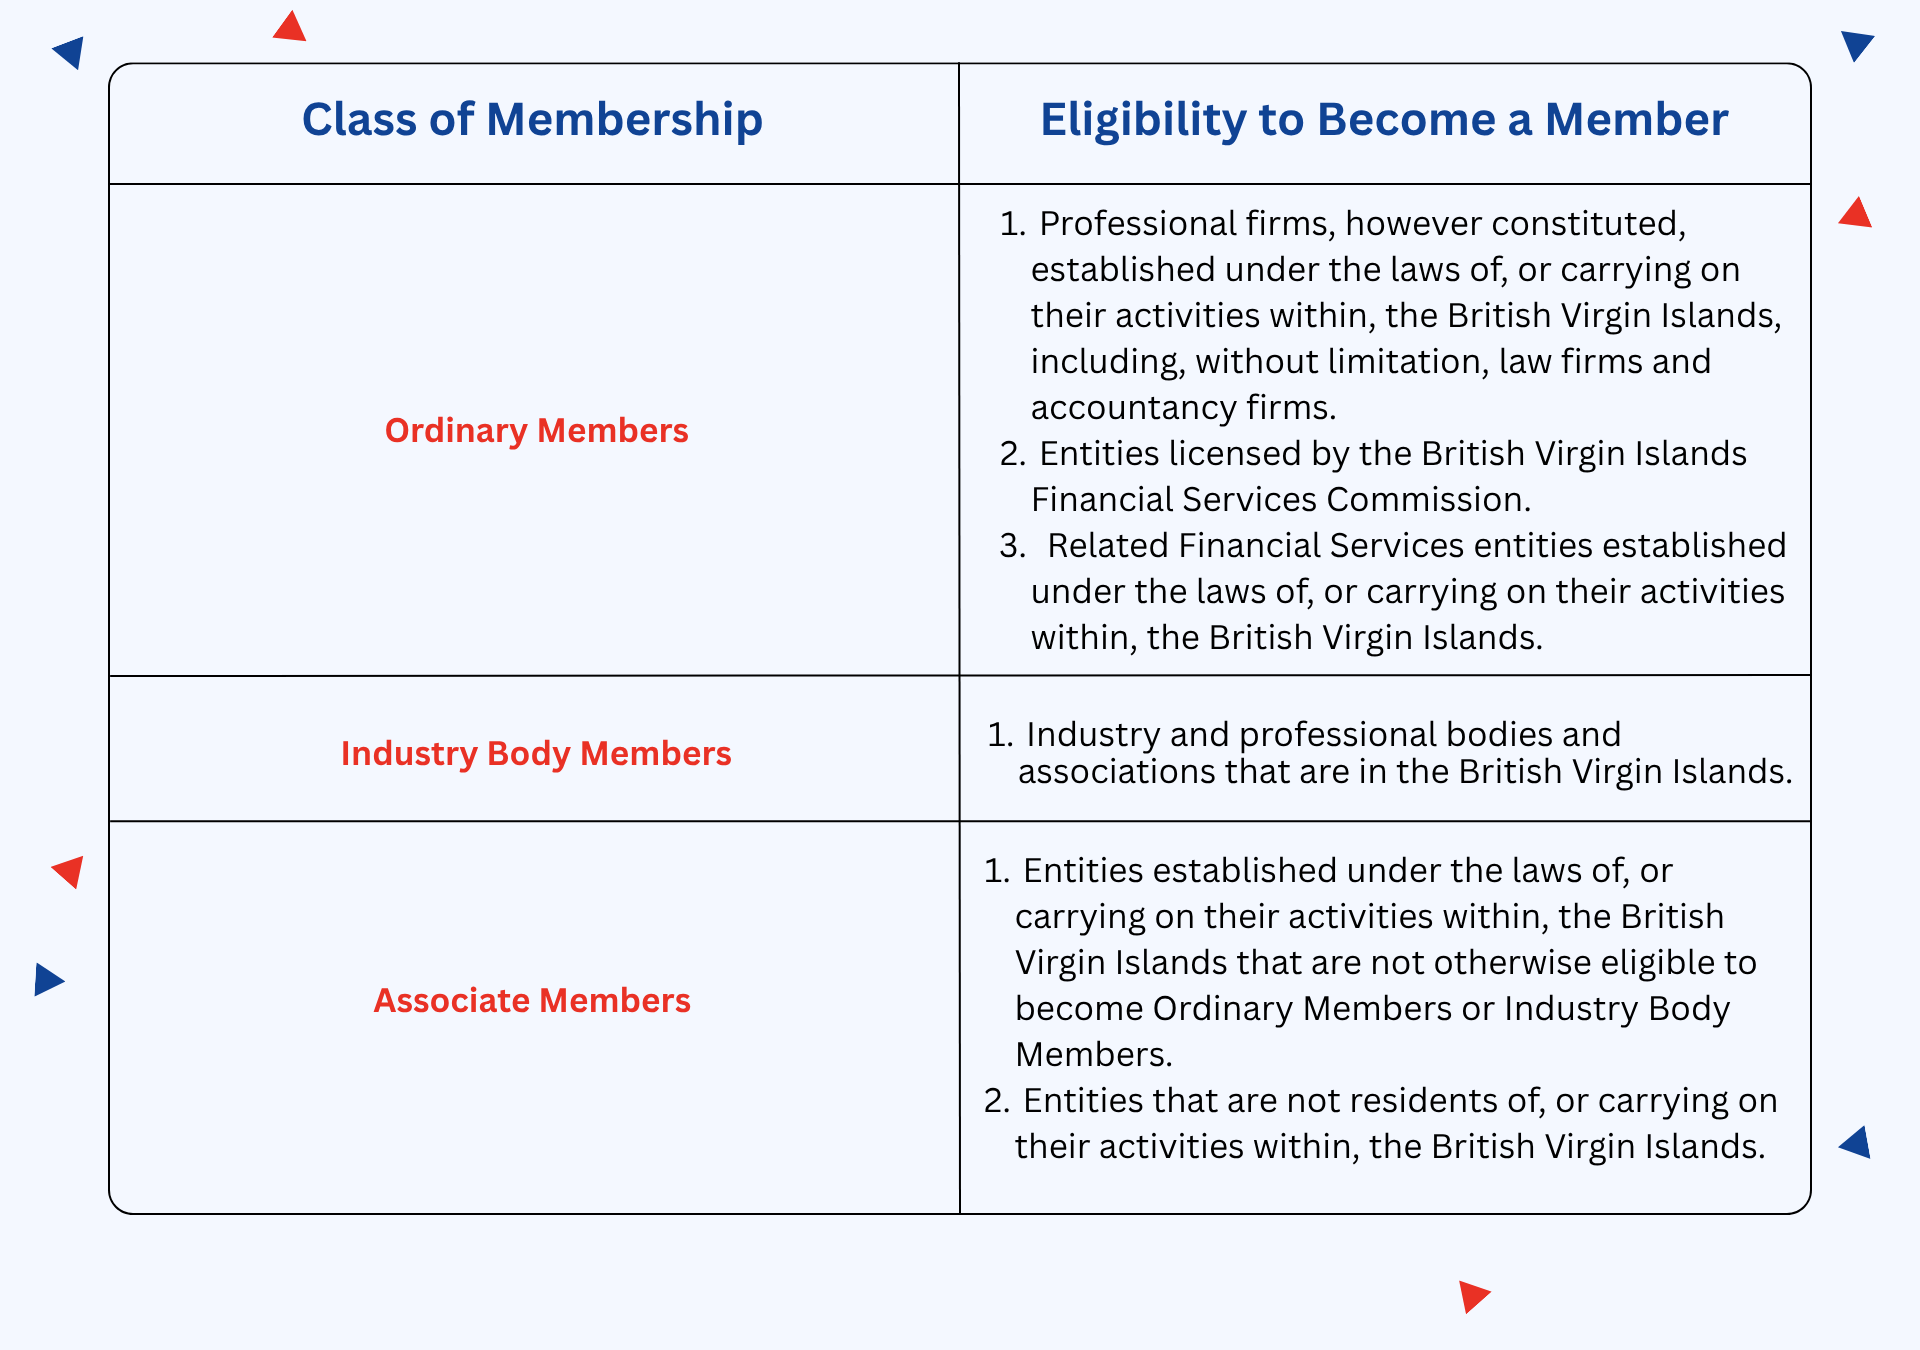 Class of Membership
Eligibility to Become a Member
Ordinary Members
1. Professional firms, however constituted,
established under the laws of, or carrying on
their activities within, the British Virgin Islands,
including, without limitation, law firms and
accountancy firms.
2. Entities licensed by the British Virgin Islands
Financial Services Commission.
3. Related Financial Services entities established
under the laws of, or carrying on their activities
within, the British Virgin Islands.
Industry Body Members
1. Industry and professional bodies and
associations that are in the British Virgin Islands.
Associate Members
1. Entities established under the laws of, or
carrying on their activities within, the British
Virgin Islands that are not otherwise eligible to
become Ordinary Members or Industry Body
Members.
2. Entities that are not residents of, or carrying on
their activities within, the British Virgin Islands.